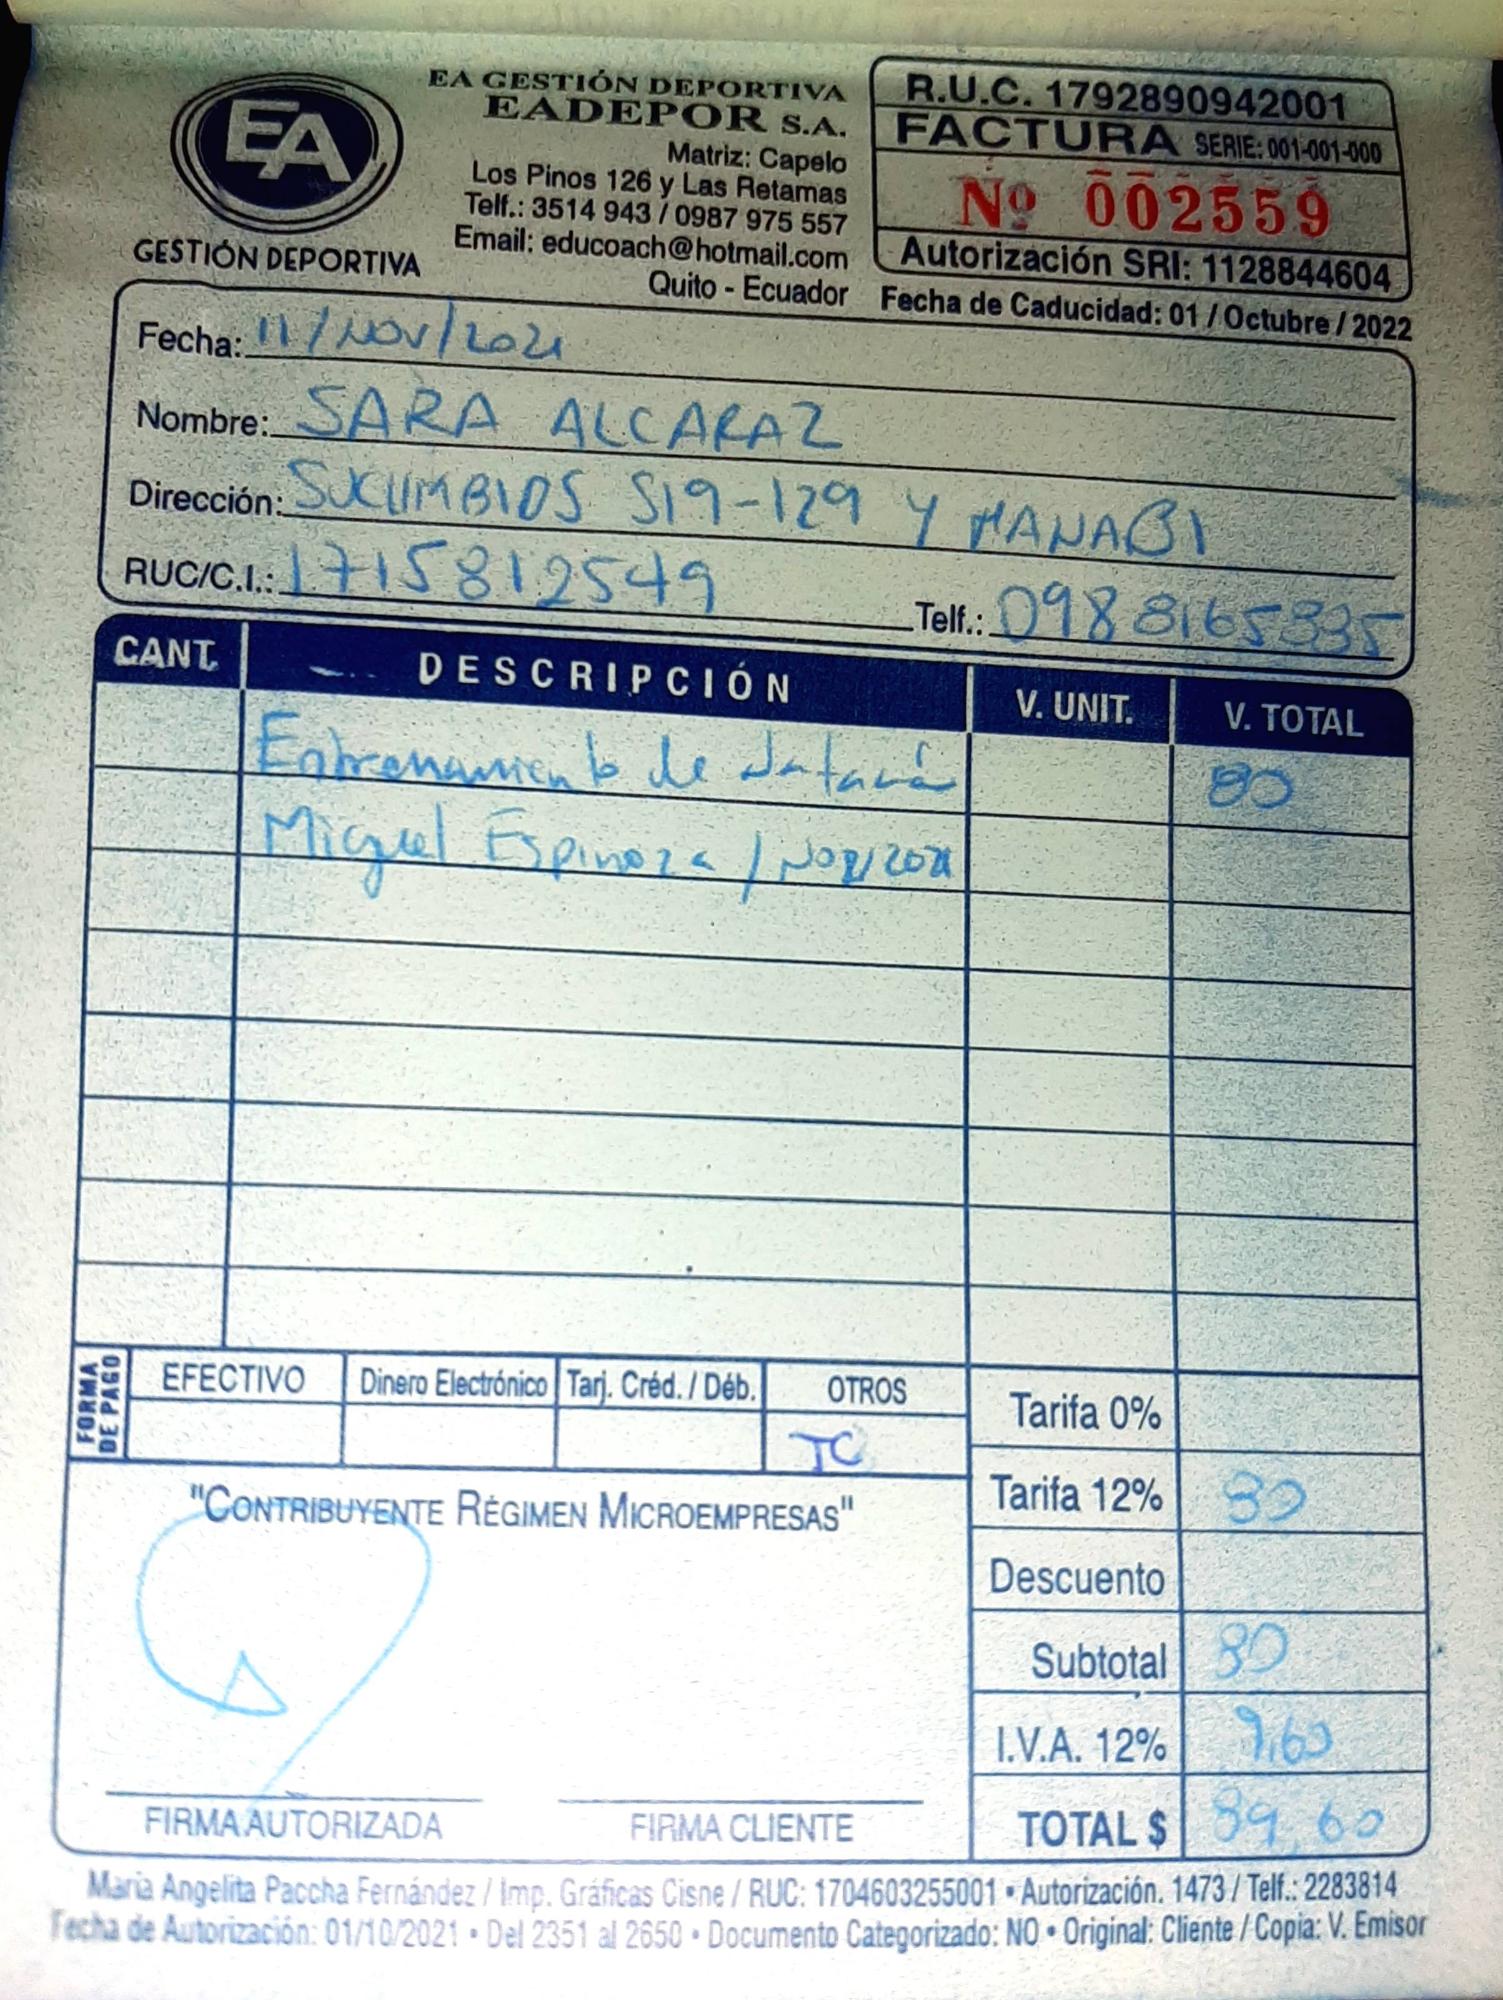 EA
GESTIÓN DEPORTIVA
EA GESTIÓN DEPORTIVA
EADEPOR S.A.
Matriz: Capelo
Los Pinos 126 y Las Retamas
Telf.: 3514 943 / 0987 975 557
Email: educoach@hotmail.com
Quito - Ecuador
R.U.C. 1792890942001
FACTURA SERIE: 001-001-000
Nº 002559
Autorización SRI: 1128844604
Fecha de Caducidad: 01 / Octubre / 2022
Fecha: 11/NOV/2021
Nombre: SARA ALCARAZ
Dirección: SUCUMBIOS S19-129 Y MANABI
RUC/C.I.: 1715812549 Telf.: 0988165335
CANT. DESCRIPCIÓN V. UNIT. V. TOTAL
Entrenamiento de natación 80
Miguel Espinoza / Nov/2021
FORMA DE PAGO
EFECTIVO Dinero Electrónico Tarj. Créd. / Déb. OTROS
TC
Tarifa 0%
Tarifa 12% 80
Descuento
Subtotal 80
I.V.A. 12% 9,60
TOTAL $ 89,60
"CONTRIBUYENTE RÉGIMEN MICROEMPRESAS"
FIRMA AUTORIZADA FIRMA CLIENTE
María Angelita Paccha Fernández / Imp. Gráficas Cisne / RUC: 1704603255001 • Autorización. 1473 / Telf.: 2283814
Fecha de Autorización: 01/10/2021 • Del 2351 al 2650 • Documento Categorizado: NO • Original: Cliente / Copia: V. Emisor